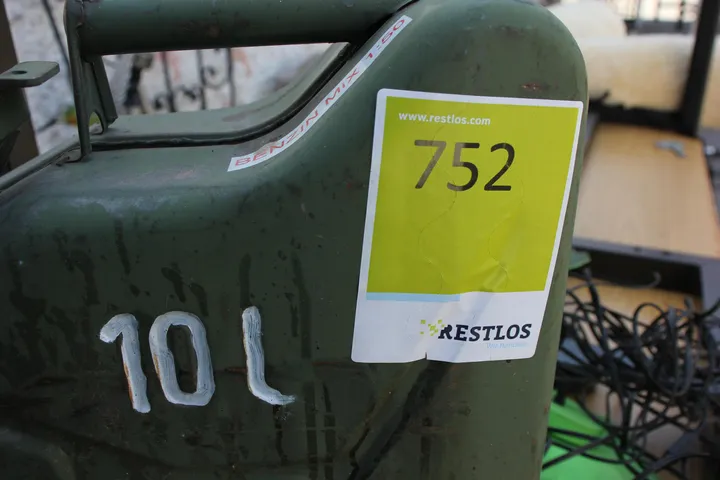 BENZIN MIX 1:50
www.restlos.com
752
RESTLOS
10 l